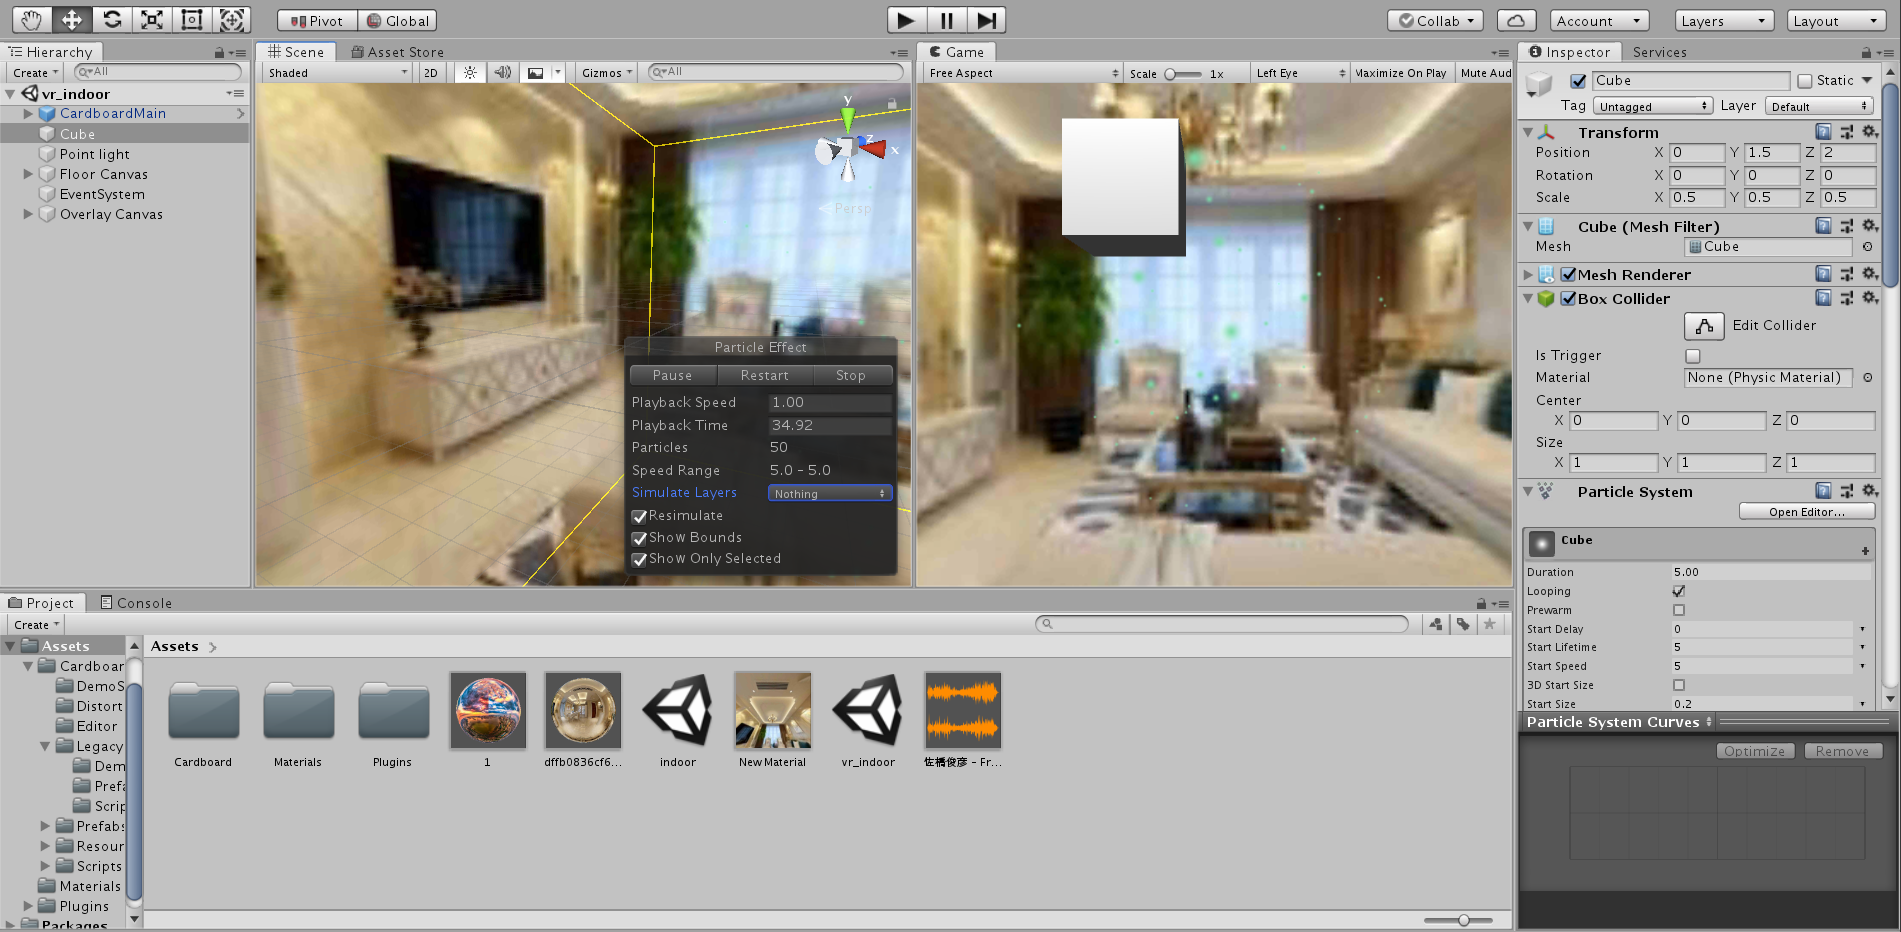 Pivot Global Collab Account Layers Layout
Hierarchy
Create All
vr_indoor
CardboardMain
Cube
Point light
Floor Canvas
EventSystem
Overlay Canvas
Scene Asset Store
Shaded 2D Gizmos All
y
z
x
Persp
Particle Effect
Pause Restart Stop
Playback Speed 1.00
Playback Time 34.92
Particles 50
Speed Range 5.0 - 5.0
Simulate Layers Nothing
Resimulate
Show Bounds
Show Only Selected
Game
Free Aspect Scale 1x Left Eye Maximize On Play Mute Aud
Inspector Services
Cube Static
Tag Untagged Layer Default
Transform
Position X 0 Y 1.5 Z 2
Rotation X 0 Y 0 Z 0
Scale X 0.5 Y 0.5 Z 0.5
Cube (Mesh Filter)
Mesh Cube
Mesh Renderer
Box Collider
Edit Collider
Is Trigger
Material None (Physic Material)
Center
X 0 Y 0 Z 0
Size
X 1 Y 1 Z 1
Particle System
Open Editor...
Cube
Duration 5.00
Looping
Prewarm
Start Delay 0
Start Lifetime 5
Start Speed 5
3D Start Size
Start Size 0.2
Particle System Curves
Optimize Remove
Project Console
Create
Assets
Cardboar
DemoS
Distort
Editor
Legacy
Dem
Prefa
Scrip
Prefabs
Resour
Scripts
Materials
Plugins
Packages
Assets
Cardboard Materials Plugins 1 dffb0836cf6... indoor New Material vr_indoor 佐橋俊彦 - Fr...